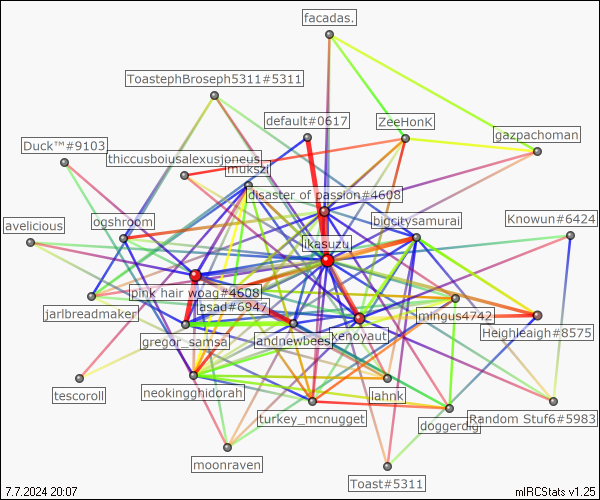 facadas.
ToastephBroseph5311#5311
default#0617
ZeeHonK
gazpachoman
Duck™#9103
thiccusboiusalexusjoneus
mukszi
disaster of passion#4608
avelicious
ogshroom
bigcitysamurai
Knowun#6424
ikasuzu
pink hair woag#4608
jarlbreadmaker
asad#6947
mingus4742
Heighleaigh#8575
gregor_samsa
andnewbees
xenoyaut
tescoroll
neokingghidorah
lahnk
turkey_mcnugget
doggerdig
Random Stuf6#5983
moonraven
Toast#5311
7.7.2024 20:07
mIRCStats v1.25